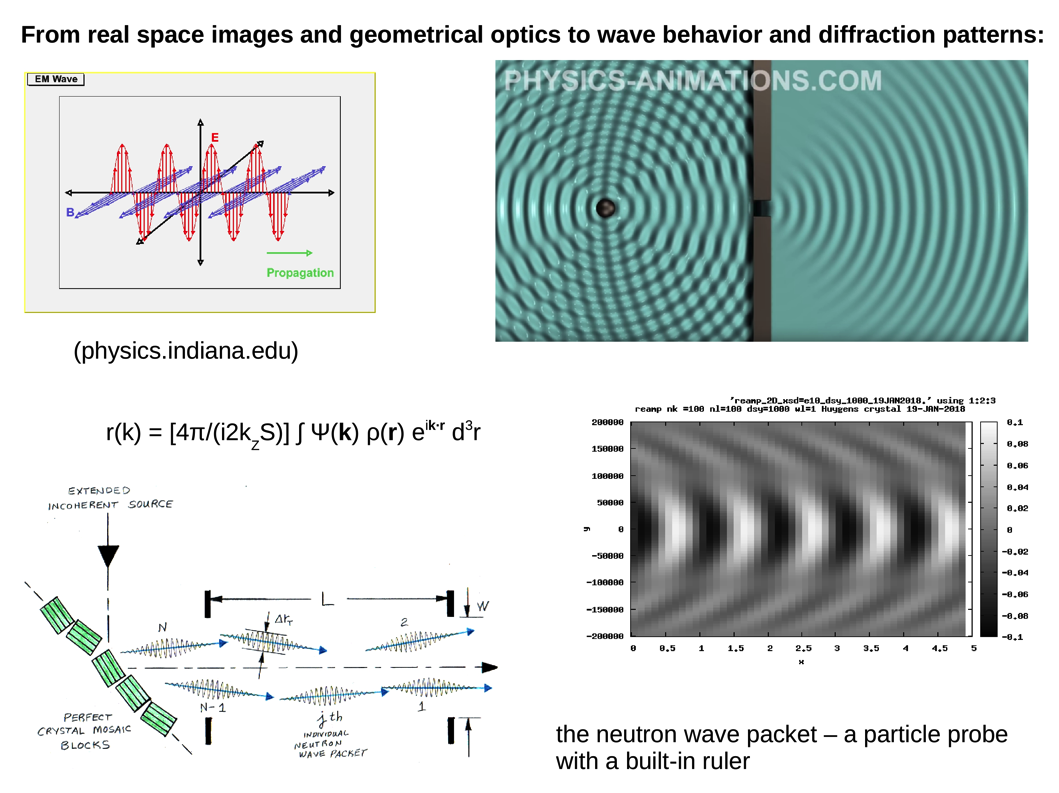 From real space images and geometrical optics to wave behavior and diffraction patterns:
EM Wave
E
B
Propagation
PHYSICS-ANIMATIONS.COM
(physics.indiana.edu)
r(k) = [4π/(i2kZS)] ∫ Ψ(k) ρ(r) e^ik·r d^3r
'reamp_2D_xsd=e10_dsy_1000_19JAN2018.' using 1:2:3
reamp nk =100 nl=100 dsy=1000 wl=1 Huygens crystal 19-JAN-2018
200000
150000
100000
50000
0
-50000
-100000
-150000
-200000
y
0 0.5 1 1.5 2 2.5 3 3.5 4 4.5 5
x
0.1
0.08
0.06
0.04
0.02
0
-0.02
-0.04
-0.06
-0.08
-0.1
EXTENDED
INCOHERENT SOURCE
L
W
N
ΔrT
2
N-1
jth
1
INDIVIDUAL
NEUTRON
WAVE PACKET
PERFECT
CRYSTAL MOSAIC
BLOCKS
the neutron wave packet – a particle probe
with a built-in ruler